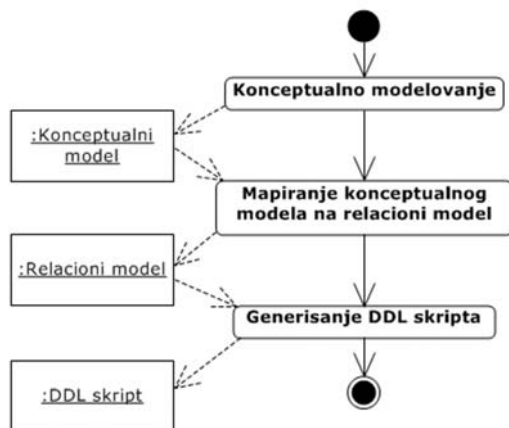 Konceptualno modelovanje
:Konceptualni
model
Mapiranje konceptualnog
modela na relacioni model
:Relacioni model
Generisanje DDL skripta
:DDL skript